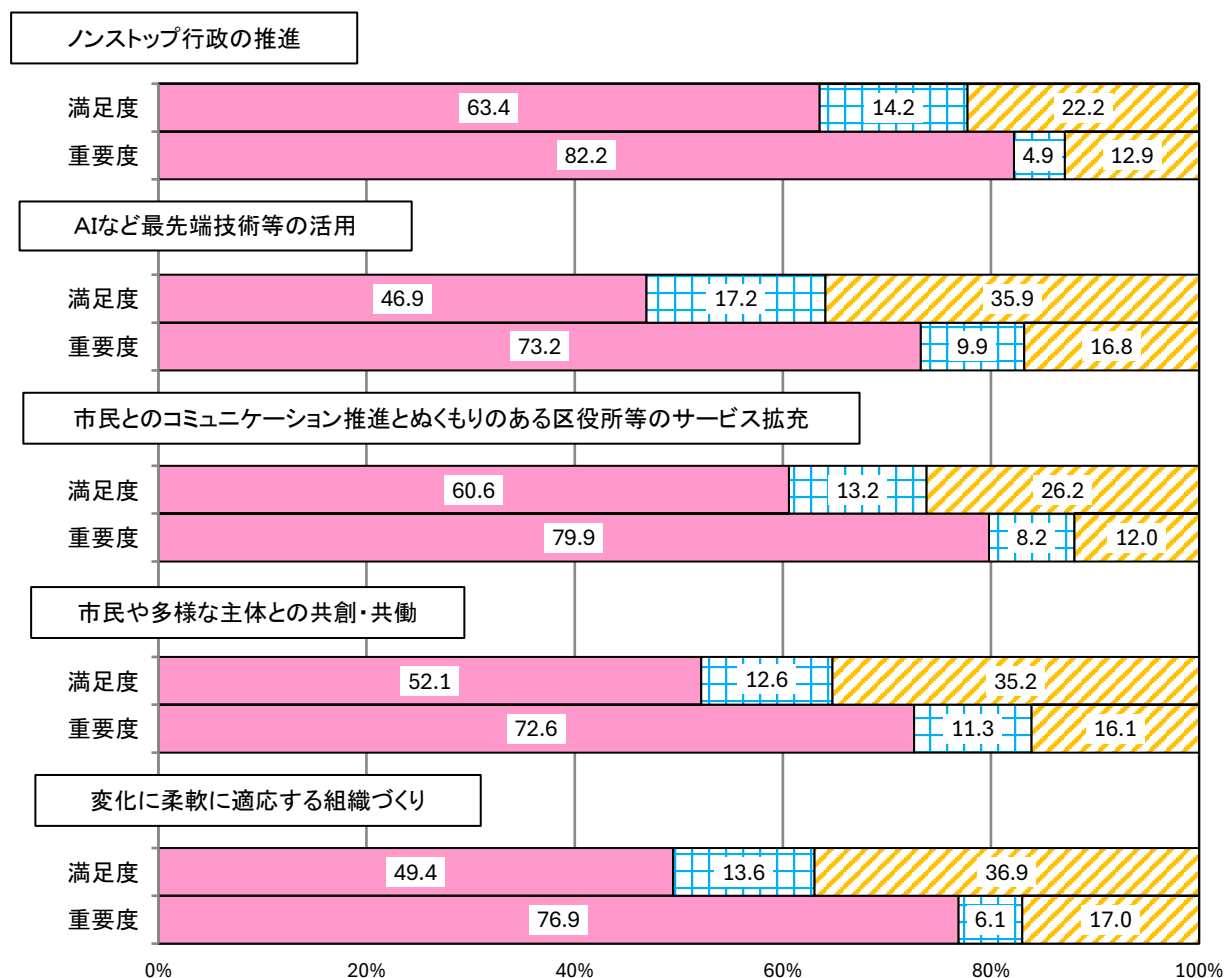 ノンストップ行政の推進
満足度 63.4 14.2 22.2
重要度 82.2 4.9 12.9
AIなど最先端技術等の活用
満足度 46.9 17.2 35.9
重要度 73.2 9.9 16.8
市民とのコミュニケーション推進とぬくもりのある区役所等のサービス拡充
満足度 60.6 13.2 26.2
重要度 79.9 8.2 12.0
市民や多様な主体との共創・共働
満足度 52.1 12.6 35.2
重要度 72.6 11.3 16.1
変化に柔軟に適応する組織づくり
満足度 49.4 13.6 36.9
重要度 76.9 6.1 17.0
0% 20% 40% 60% 80% 100%